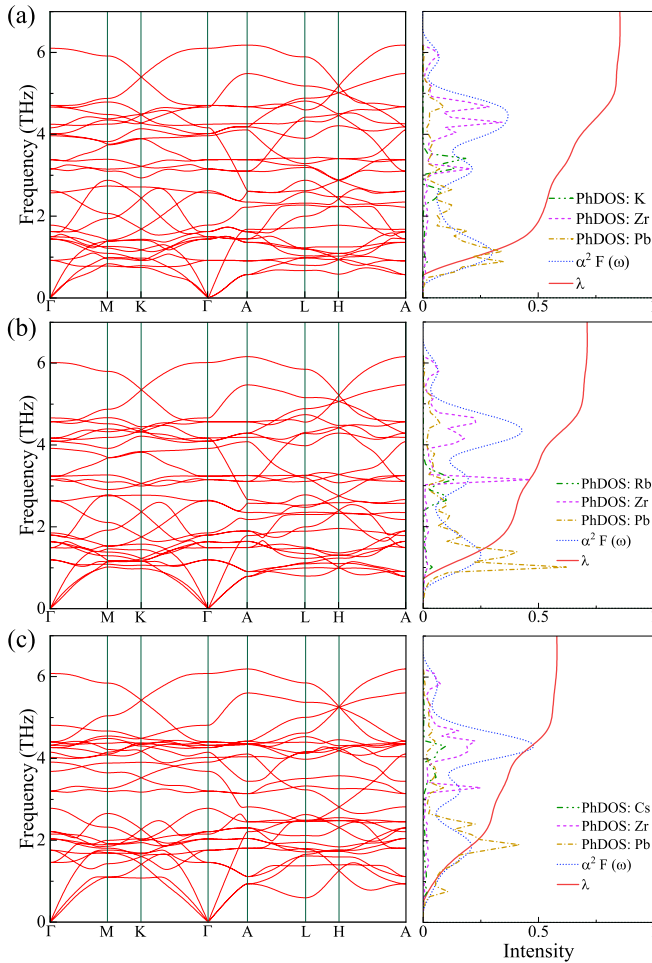 (a)
Frequency (THz)
6
4
2
0
Γ M K Γ A L H A
PhDOS: K
PhDOS: Zr
PhDOS: Pb
α² F (ω)
λ
0 0.5
(b)
Frequency (THz)
6
4
2
0
Γ M K Γ A L H A
PhDOS: Rb
PhDOS: Zr
PhDOS: Pb
α² F (ω)
λ
0 0.5
(c)
Frequency (THz)
6
4
2
0
Γ M K Γ A L H A
PhDOS: Cs
PhDOS: Zr
PhDOS: Pb
α² F (ω)
λ
0 0.5
Intensity